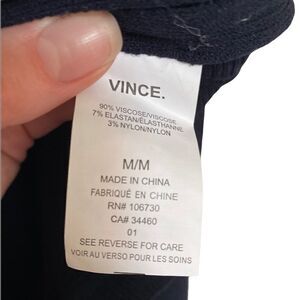 VINCE.
90% VISCOSE/VISCOSE
7% ELASTAN/ÉLASTHANNE
3% NYLON/NYLON
M/M
MADE IN CHINA
FABRIQUÉ EN CHINE
RN# 106730
CA# 34460
01
SEE REVERSE FOR CARE
VOIR AU VERSO POUR LES SOINS